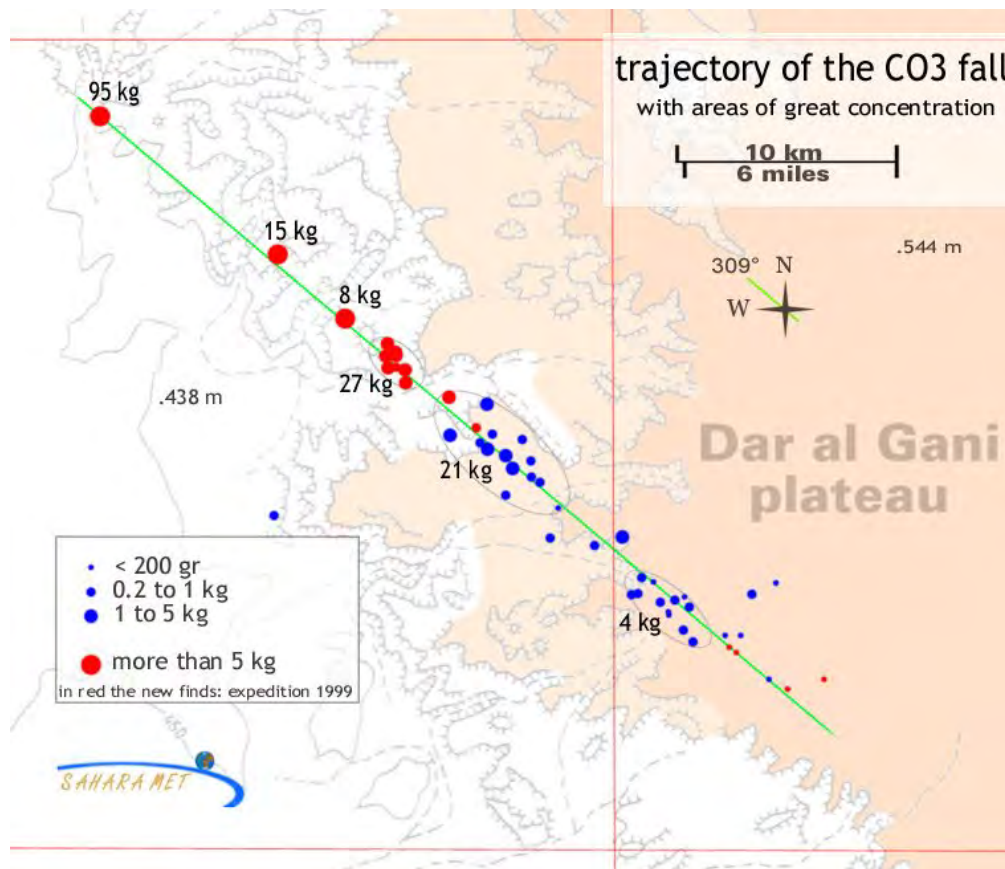 trajectory of the CO3 fall
with areas of great concentration
10 km
6 miles
95 kg
15 kg
8 kg
27 kg
21 kg
4 kg
.544 m
309° N
W
.438 m
Dar al Gani
plateau
< 200 gr
0.2 to 1 kg
1 to 5 kg
more than 5 kg
in red the new finds: expedition 1999
SAHARA MET